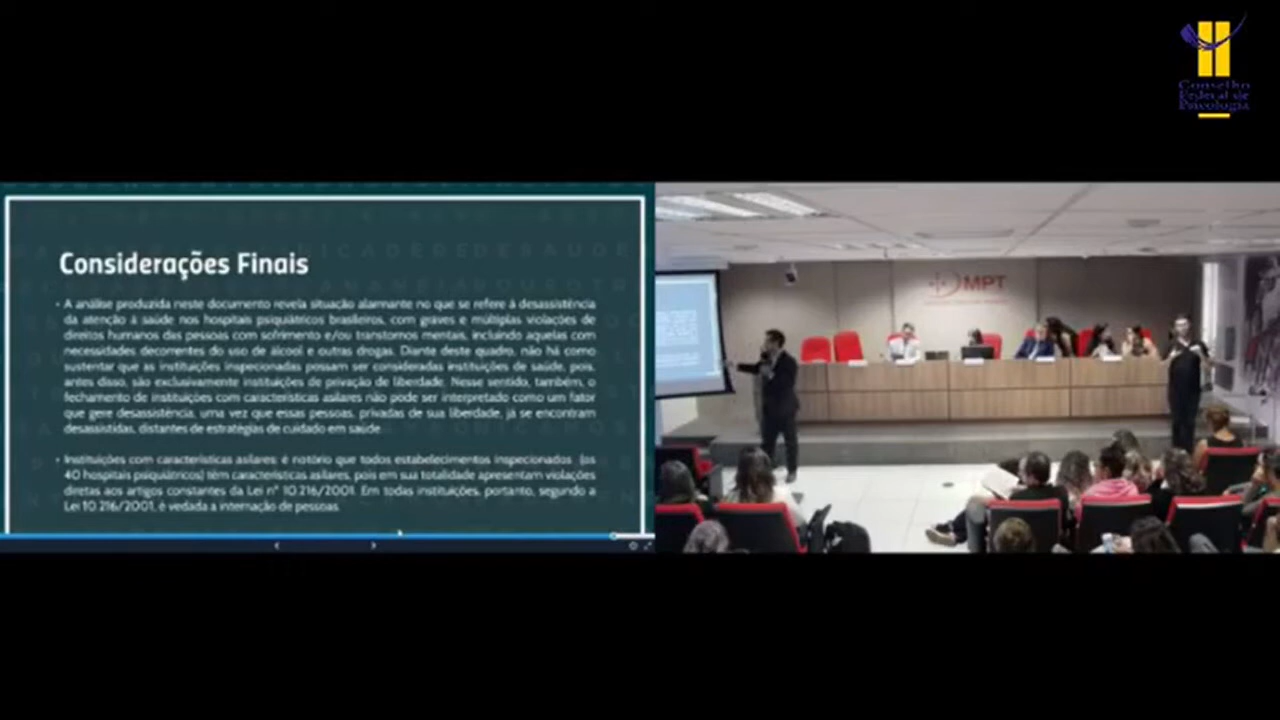 Conselho
Federal de
Psicologia
Considerações Finais
• A análise produzida neste documento revela situação alarmante no que se refere à desassistência
da atenção à saúde nos hospitais psiquiátricos brasileiros, com graves e múltiplas violações de
direitos humanos das pessoas com sofrimento e/ou transtornos mentais, incluindo aquelas com
necessidades decorrentes do uso de álcool e outras drogas. Diante deste quadro, não há como
sustentar que as instituições inspecionadas possam ser consideradas instituições de saúde, pois,
antes disso, são exclusivamente instituições de privação de liberdade. Nesse sentido, também, o
fechamento de instituições com características asilares não pode ser interpretado como um fator
que gere desassistência, uma vez que essas pessoas, privadas de sua liberdade, já se encontram
desassistidas, distantes de estratégias de cuidado em saúde.
• Instituições com características asilares: é notório que todos estabelecimentos inspecionados (os
40 hospitais psiquiátricos) têm características asilares, pois em sua totalidade apresentam violações
diretas aos artigos constantes da Lei nº 10.216/2001. Em todas instituições, portanto, segundo a
Lei 10.216/2001, é vedada a internação de pessoas.
MPT